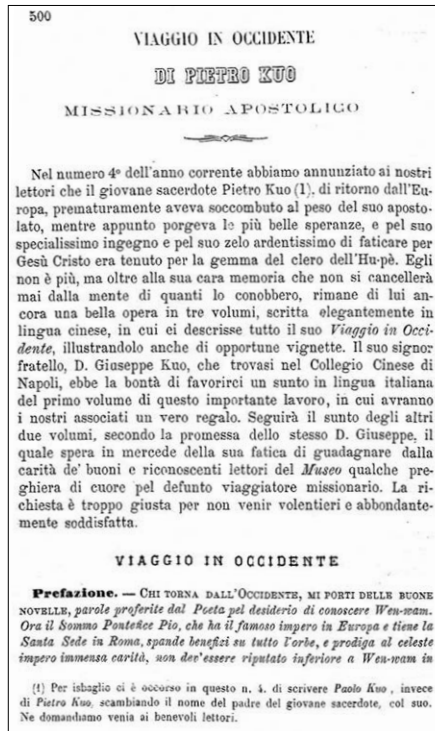 500
VIAGGIO IN OCCIDENTE
DI PIETRO KUO
MISSIONARIO APOSTOLICO
Nel numero 4º dell'anno corrente abbiamo annunziato ai nostri
lettori che il giovane sacerdote Pietro Kuo (1), di ritorno dall'Eu-
ropa, prematuramente aveva soccombuto al peso del suo aposto-
lato, mentre appunto porgeva le più belle speranze, e pel suo
specialissimo ingegno e pel suo zelo ardentissimo di faticare per
Gesù Cristo era tenuto per la gemma del clero dell'Hu-pè. Egli
non è più, ma oltre alla sua cara memoria che non si cancellerà
mai dalla mente di quanti lo conobbero, rimane di lui an-
cora una bella opera in tre volumi, scritta elegantemente in
lingua cinese, in cui ei descrisse tutto il suo Viaggio in Occi-
dente, illustrandolo anche di opportune vignette. Il suo signor
fratello, D. Giuseppe Kuo, che trovasi nel Collegio Cinese di
Napoli, ebbe la bontà di favorirci un sunto in lingua italiana
del primo volume di questo importante lavoro, in cui avranno
i nostri associati un vero regalo. Seguirà il sunto degli altri
due volumi, secondo la promessa dello stesso D. Giuseppe, il
quale spera in mercede della sua fatica di guadagnare dalla
carità de' buoni e riconoscenti lettori del Museo qualche pre-
ghiera di cuore pel defunto viaggiatore missionario. La ri-
chiesta è troppo giusta per non venir volentieri e abbondante-
mente soddisfatta.
VIAGGIO IN OCCIDENTE
Prefazione. — CHI TORNA DALL'OCCIDENTE, MI PORTI DELLE BUONE
NOVELLE, parole proferite dal Poeta pel desiderio di conoscere Wen-wam.
Ora il Sommo Pontefice Pio, che ha il famoso impero in Europa e tiene la
Santa Sede in Roma, spande benefizi su tutto l'orbe, e prodiga al celeste
impero immensa carità, non dev'essere riputato inferiore a Wen-wam in
(1) Per isbaglio ci è occorso in questo n. 4. di scrivere Paolo Kuo, invece
di Pietro Kuo, scambiando il nome del padre del giovane sacerdote, col suo.
Ne domandiamo venia ai benevoli lettori.